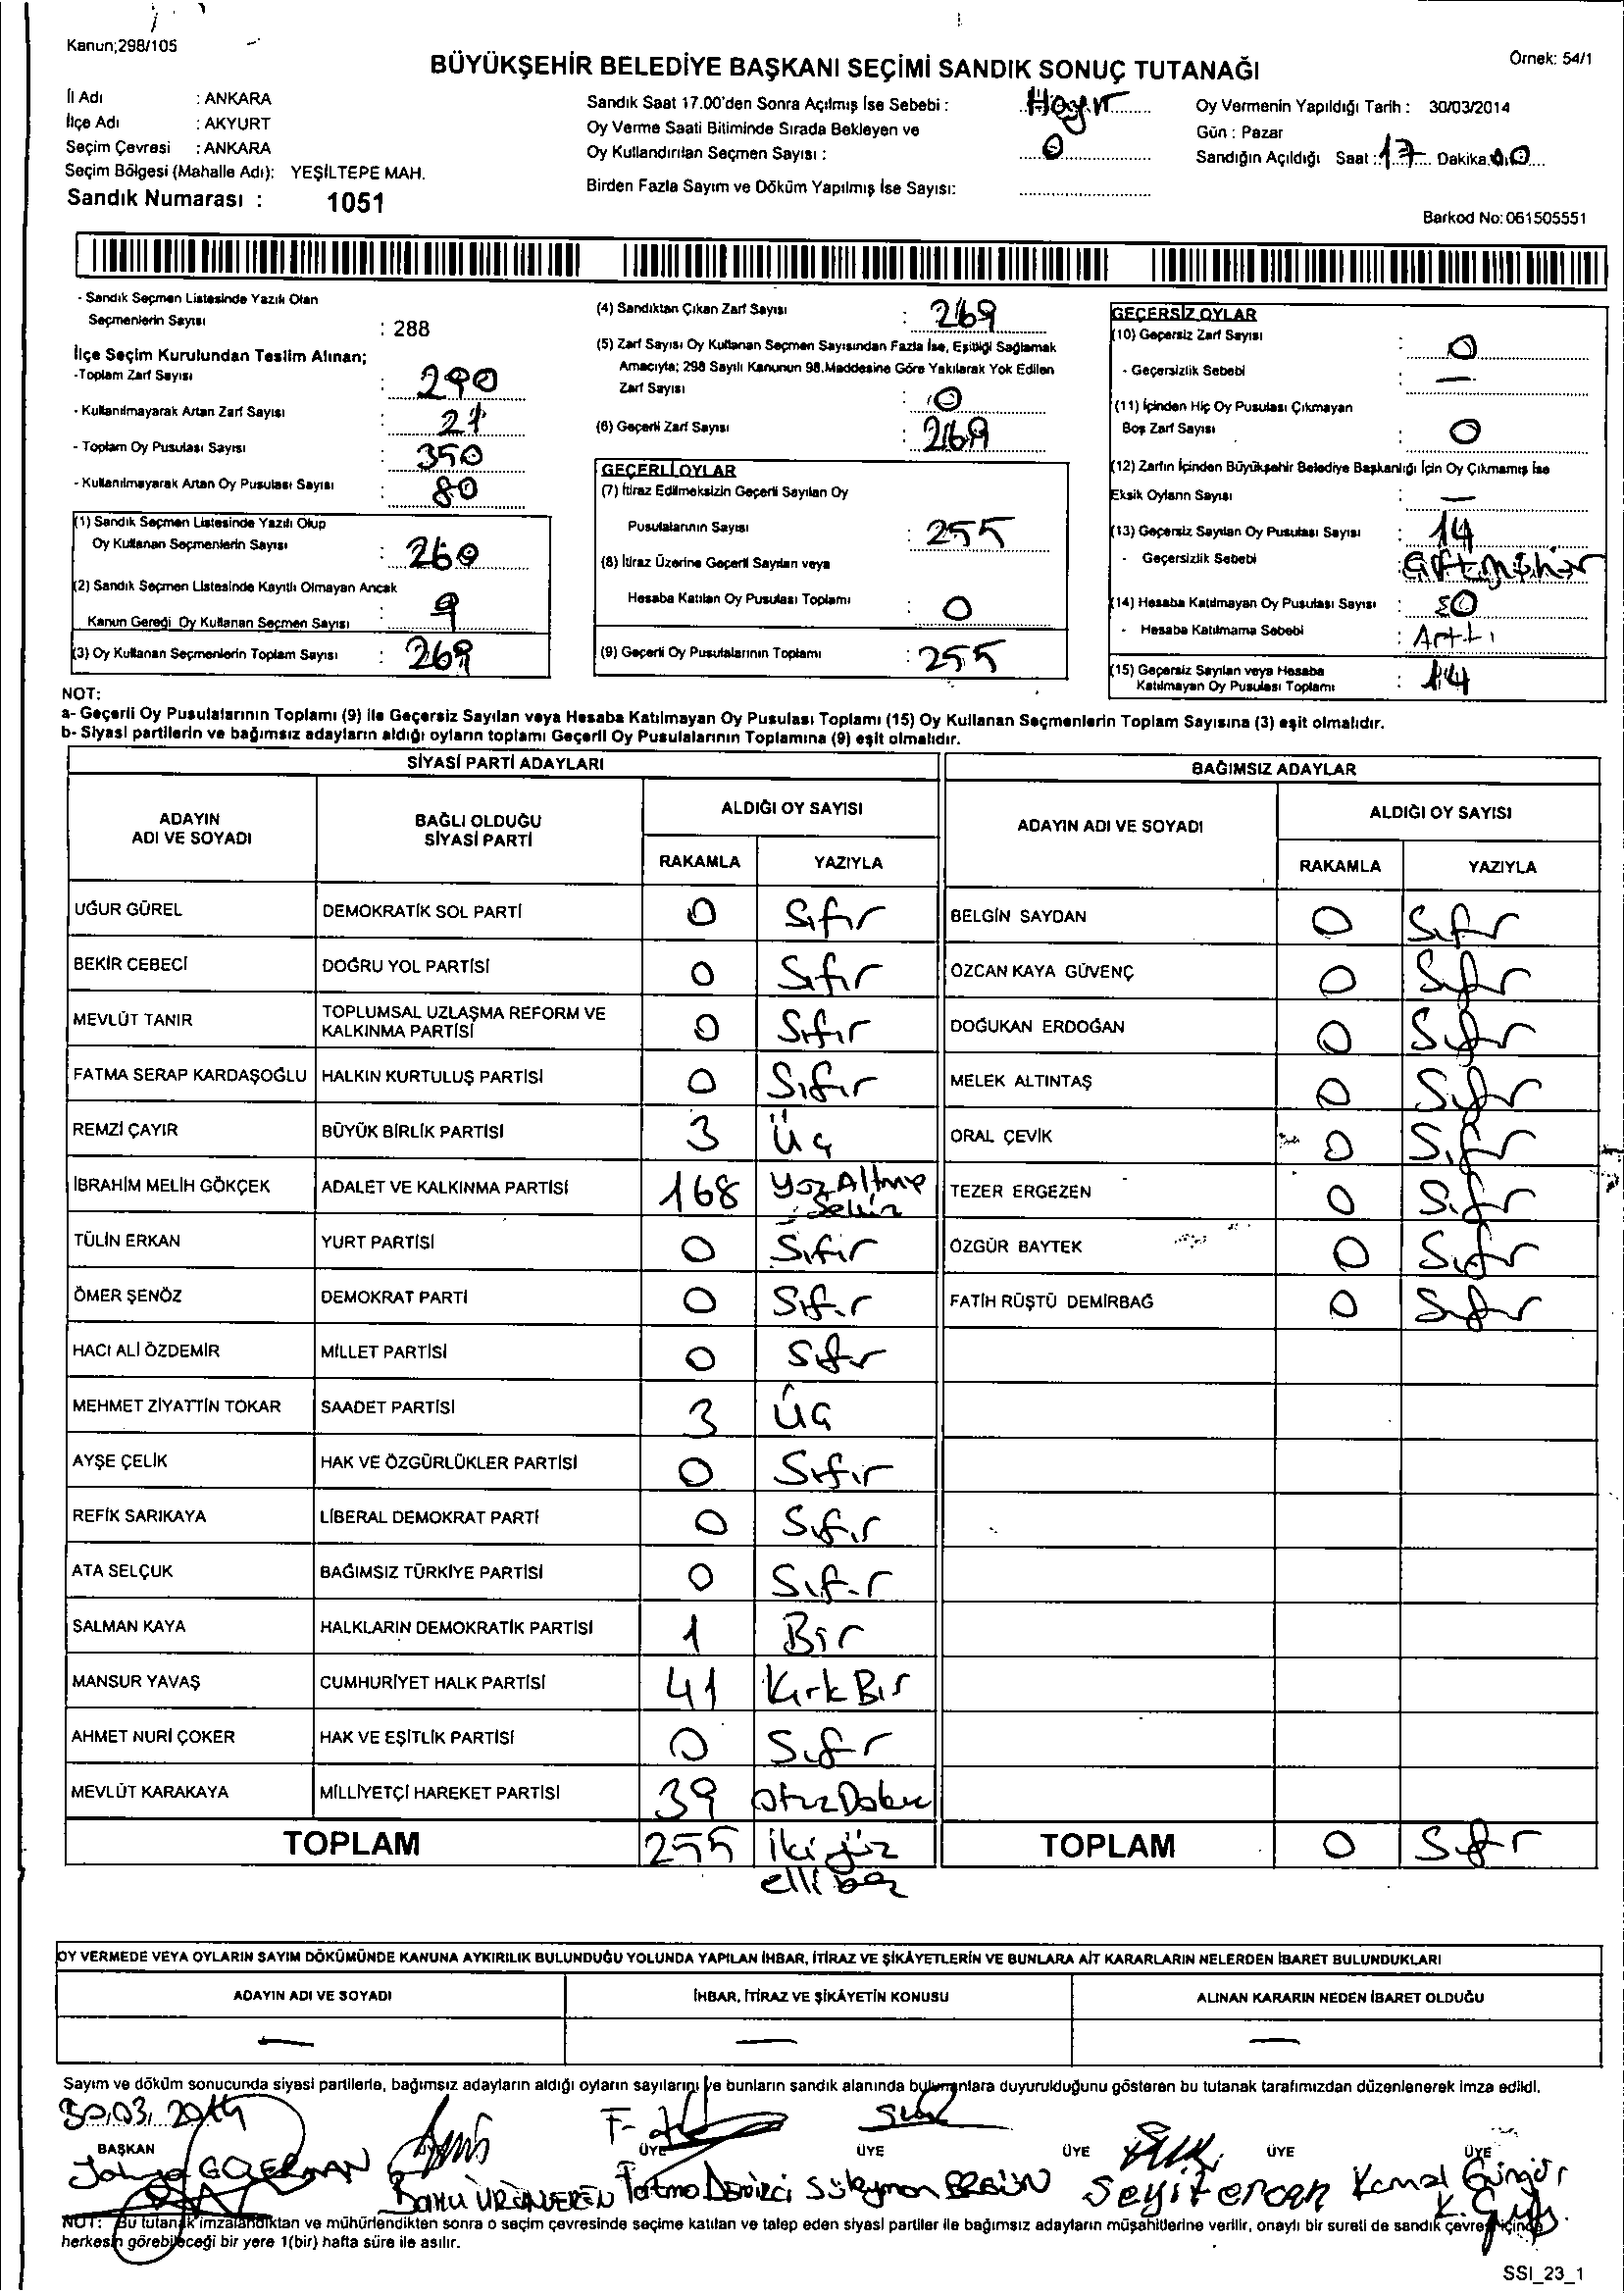 Kanun;298/105
Örnek: 54/1
BÜYÜKŞEHİR BELEDİYE BAŞKANI SEÇİMİ SANDIK SONUÇ TUTANAĞI
İl Adı : ANKARA
İlçe Adı : AKYURT
Seçim Çevresi : ANKARA
Seçim Bölgesi (Mahalle Adı): YEŞİLTEPE MAH.
Sandık Numarası : 1051
Sandık Saat 17.00'den Sonra Açılmış İse Sebebi : Hayır
Oy Verme Saati Bitiminde Sırada Bekleyen ve
Oy Kullandırılan Seçmen Sayısı : 0
Birden Fazla Sayım ve Döküm Yapılmış İse Sayısı:
Oy Vermenin Yapıldığı Tarih : 30/03/2014
Gün : Pazar
Sandığın Açıldığı Saat : 17 Dakika 00
Barkod No: 061505551
- Sandık Seçmen Listesinde Yazılı Olan
Seçmenlerin Sayısı : 288
İlçe Seçim Kurulundan Teslim Alınan;
-Toplam Zarf Sayısı : 290
- Kullanılmayarak Artan Zarf Sayısı : 21
- Toplam Oy Pusulası Sayısı : 350
- Kullanılmayarak Artan Oy Pusulası Sayısı : 80
(1) Sandık Seçmen Listesinde Yazılı Olup
Oy Kullanan Seçmenlerin Sayısı : 260
(2) Sandık Seçmen Listesinde Kayıtlı Olmayan Ancak
Kanun Gereği Oy Kullanan Seçmen Sayısı : 9
(3) Oy Kullanan Seçmenlerin Toplam Sayısı : 269
(4) Sandıktan Çıkan Zarf Sayısı : 269
(5) Zarf Sayısı Oy Kullanan Seçmen Sayısından Fazla İse, Eşitliği Sağlamak
Amacıyla; 298 Sayılı Kanunun 98.Maddesine Göre Yakılarak Yok Edilen
Zarf Sayısı : 0
(6) Geçerli Zarf Sayısı : 269
GEÇERLİ OYLAR
(7) İtiraz Edilmeksizin Geçerli Sayılan Oy
Pusulalarının Sayısı : 255
(8) İtiraz Üzerine Geçerli Sayılan veya
Hesaba Katılan Oy Pusulası Toplamı : 0
(9) Geçerli Oy Pusulalarının Toplamı : 255
GEÇERSİZ OYLAR
(10) Geçersiz Zarf Sayısı : 0
- Geçersizlik Sebebi : —
(11) İçinden Hiç Oy Pusulası Çıkmayan
Boş Zarf Sayısı : 0
(12) Zarfın İçinden Büyükşehir Belediye Başkanlığı İçin Oy Çıkmamış İse
Eksik Oyların Sayısı : —
(13) Geçersiz Sayılan Oy Pusulası Sayısı : 14
- Geçersizlik Sebebi :
(14) Hesaba Katılmayan Oy Pusulası Sayısı : 80
- Hesaba Katılmama Sebebi : Arttı
(15) Geçersiz Sayılan veya Hesaba
Katılmayan Oy Pusulası Toplamı : 14
NOT:
a- Geçerli Oy Pusulalarının Toplamı (9) ile Geçersiz Sayılan veya Hesaba Katılmayan Oy Pusulası Toplamı (15) Oy Kullanan Seçmenlerin Toplam Sayısına (3) eşit olmalıdır.
b- Siyasi partilerin ve bağımsız adayların aldığı oyların toplamı Geçerli Oy Pusulalarının Toplamına (9) eşit olmalıdır.
SİYASİ PARTİ ADAYLARI
ADAYIN ADI VE SOYADI BAĞLI OLDUĞU SİYASİ PARTİ ALDIĞI OY SAYISI
RAKAMLA YAZIYLA
UĞUR GÜREL DEMOKRATİK SOL PARTİ 0 Sıfır
BEKİR CEBECİ DOĞRU YOL PARTİSİ 0 Sıfır
MEVLÜT TANIR TOPLUMSAL UZLAŞMA REFORM VE KALKINMA PARTİSİ 0 Sıfır
FATMA SERAP KARDAŞOĞLU HALKIN KURTULUŞ PARTİSİ 0 Sıfır
REMZİ ÇAYIR BÜYÜK BİRLİK PARTİSİ 3 Üç
İBRAHİM MELİH GÖKÇEK ADALET VE KALKINMA PARTİSİ 168 Yüz Altmış Sekiz
TÜLİN ERKAN YURT PARTİSİ 0 Sıfır
ÖMER ŞENÖZ DEMOKRAT PARTİ 0 Sıfır
HACI ALİ ÖZDEMİR MİLLET PARTİSİ 0 Sıfır
MEHMET ZİYATTİN TOKAR SAADET PARTİSİ 3 Üç
AYŞE ÇELİK HAK VE ÖZGÜRLÜKLER PARTİSİ 0 Sıfır
REFİK SARIKAYA LİBERAL DEMOKRAT PARTİ 0 Sıfır
ATA SELÇUK BAĞIMSIZ TÜRKİYE PARTİSİ 0 Sıfır
SALMAN KAYA HALKLARIN DEMOKRATİK PARTİSİ 1 Bir
MANSUR YAVAŞ CUMHURİYET HALK PARTİSİ 41 Kırk Bir
AHMET NURİ ÇOKER HAK VE EŞİTLİK PARTİSİ 0 Sıfır
MEVLÜT KARAKAYA MİLLİYETÇİ HAREKET PARTİSİ 39 Otuz Dokuz
TOPLAM 255 İki yüz elli beş
BAĞIMSIZ ADAYLAR
ADAYIN ADI VE SOYADI ALDIĞI OY SAYISI
RAKAMLA YAZIYLA
BELGİN SAYDAN 0 Sıfır
ÖZCAN KAYA GÜVENÇ 0 Sıfır
DOĞUKAN ERDOĞAN 0 Sıfır
MELEK ALTINTAŞ 0 Sıfır
ORAL ÇEVİK 0 Sıfır
TEZER ERGEZEN 0 Sıfır
ÖZGÜR BAYTEK 0 Sıfır
FATİH RÜŞTÜ DEMİRBAĞ 0 Sıfır
TOPLAM 0 Sıfır
OY VERMEDE VEYA OYLARIN SAYIM DÖKÜMÜNDE KANUNA AYKIRILIK BULUNDUĞU YOLUNDA YAPILAN İHBAR, İTİRAZ VE ŞİKÂYETLERİN VE BUNLARA AİT KARARLARIN NELERDEN İBARET BULUNDUKLARI
ADAYIN ADI VE SOYADI İHBAR, İTİRAZ VE ŞİKÂYETİN KONUSU ALINAN KARARIN NEDEN İBARET OLDUĞU
— — —
Sayım ve döküm sonucunda siyasi partilerle, bağımsız adayların aldığı oyların sayılarını ve bunların sandık alanında bulunanlara duyurulduğunu gösteren bu tutanak tarafımızdan düzenlenerek imza edildi.
30.03.2014
BAŞKAN ÜYE ÜYE ÜYE ÜYE ÜYE ÜYE
Fatma Demirci Süleyman Seyit ercan Kemal Güngör
NOT: Bu tutanak imzalandıktan ve mühürlendikten sonra o seçim çevresinde seçime katılan ve talep eden siyasi partiler ile bağımsız adayların müşahitlerine verilir, onaylı bir sureti de sandık çevresi içinde
herkesin görebileceği bir yere 1(bir) hafta süre ile asılır.
SSI_23_1